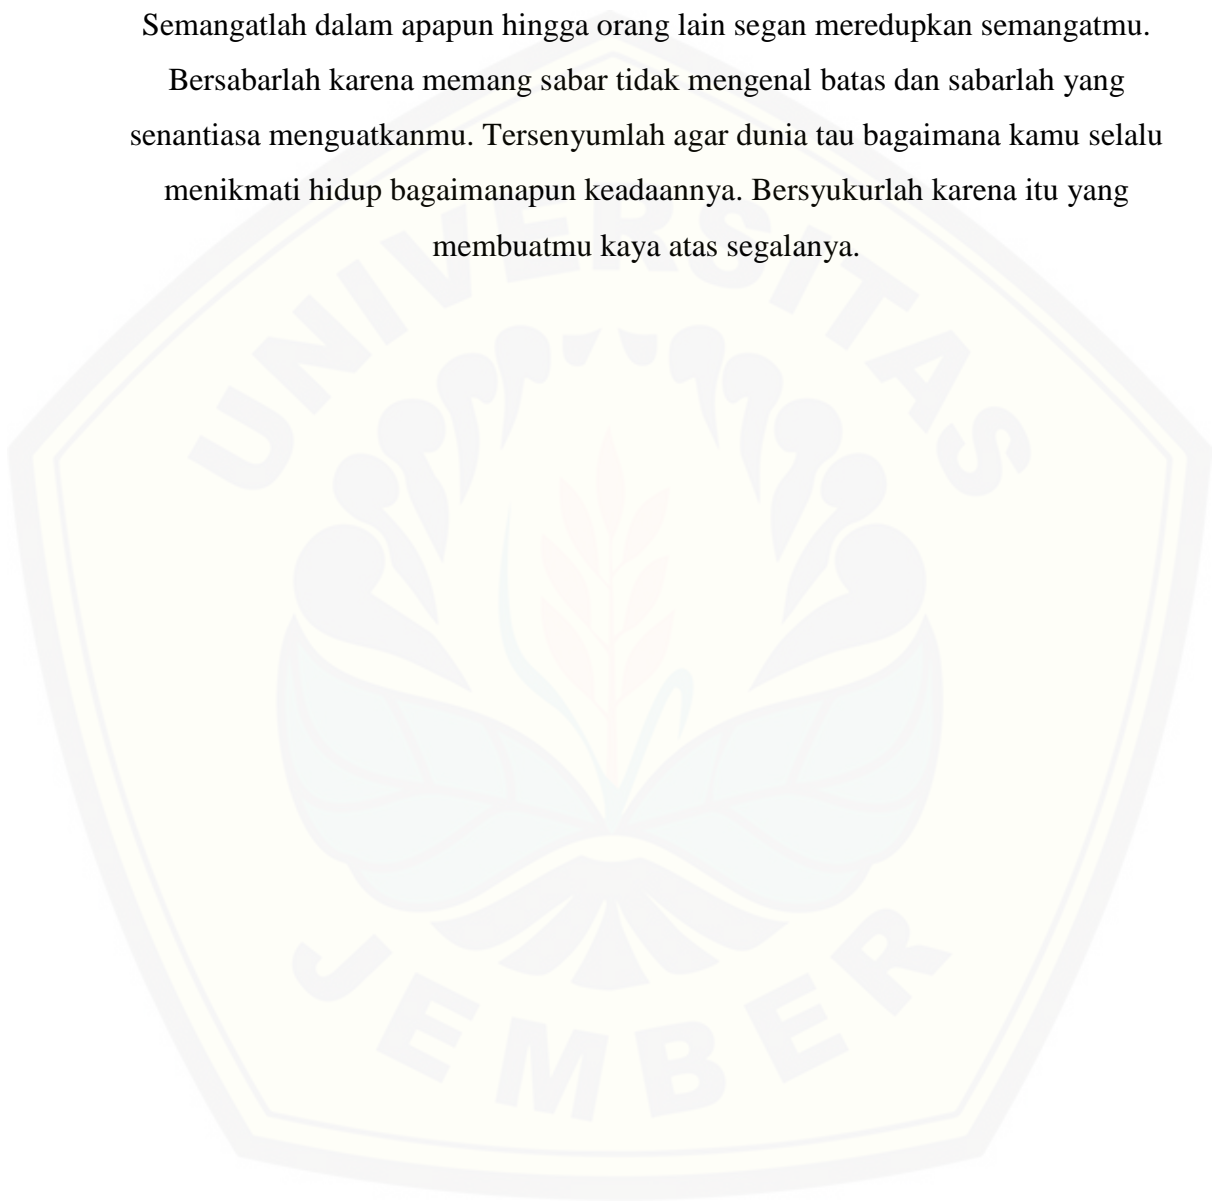 Semangatlah dalam apapun hingga orang lain segan meredupkan semangatmu.
Bersabarlah karena memang sabar tidak mengenal batas dan sabarlah yang
senantiasa menguatkanmu. Tersenyumlah agar dunia tau bagaimana kamu selalu
menikmati hidup bagaimanapun keadaannya. Bersyukurlah karena itu yang
membuatmu kaya atas segalanya.
UNIVERSITAS
JEMBER